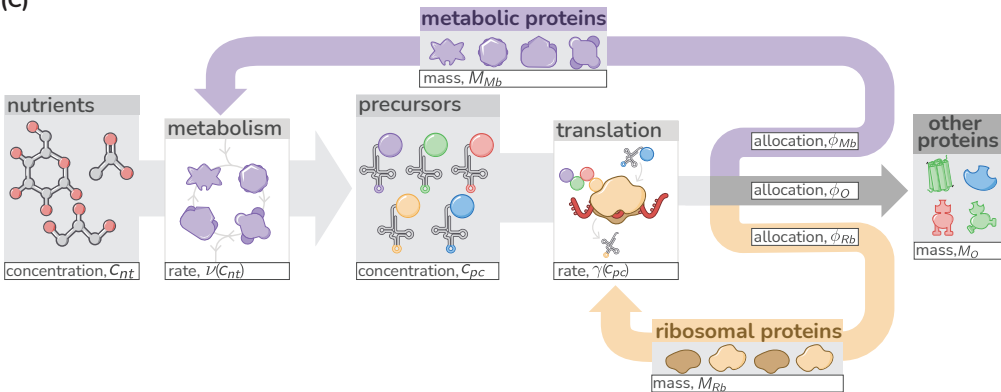 (C)
metabolic proteins
mass, M_Mb
nutrients
concentration, c_nt
metabolism
rate, ν(c_nt)
precursors
concentration, c_pc
translation
rate, γ(c_pc)
allocation, ϕ_Mb
allocation, ϕ_O
allocation, ϕ_Rb
other
proteins
mass, M_O
ribosomal proteins
mass, M_Rb